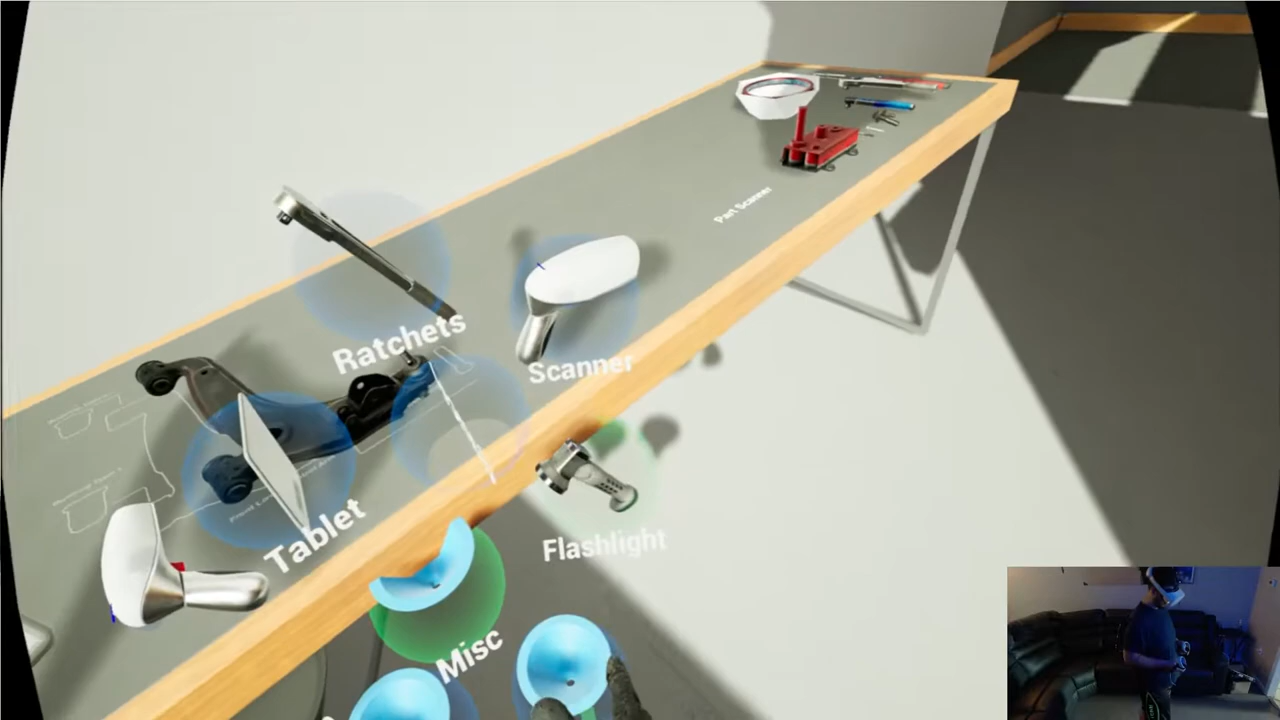 Part Scanner
Ratchets
Scanner
Tablet
Flashlight
Misc